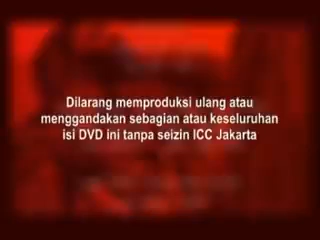 Dilarang memproduksi ulang atau
menggandakan sebagian atau keseluruhan
isi DVD ini tanpa seizin ICC Jakarta